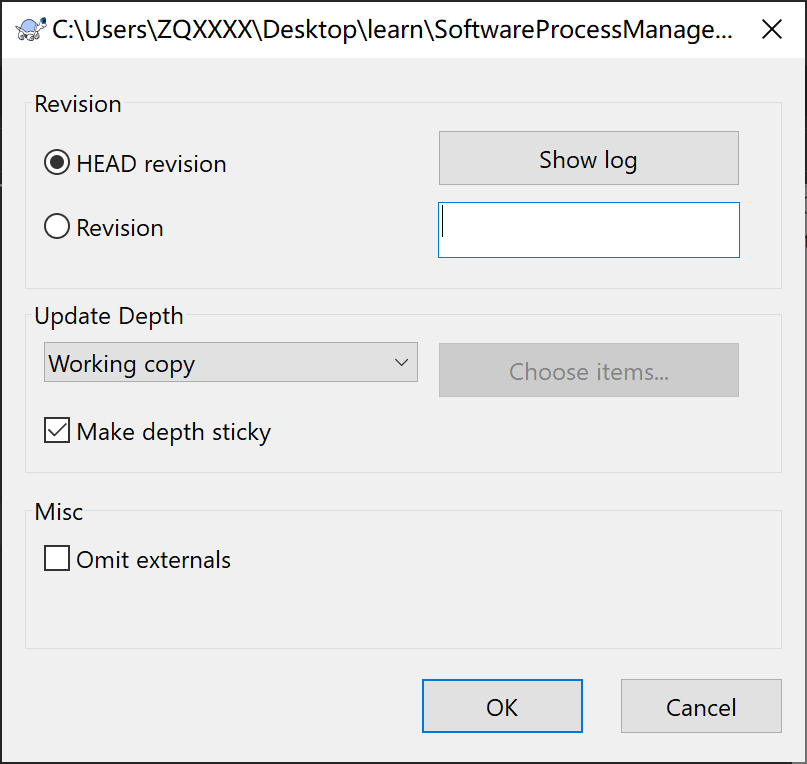 C:\Users\ZQXXXX\Desktop\learn\SoftwareProcessManage...
Revision
HEAD revision
Show log
Revision
Update Depth
Working copy
Choose items...
Make depth sticky
Misc
Omit externals
OK
Cancel